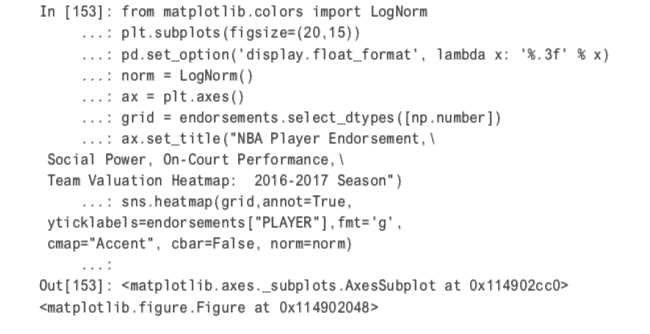 In [153]: from matplotlib.colors import LogNorm
...: plt.subplots(figsize=(20,15))
...: pd.set_option('display.float_format', lambda x: '%.3f' % x)
...: norm = LogNorm()
...: ax = plt.axes()
...: grid = endorsements.select_dtypes([np.number])
...: ax.set_title("NBA Player Endorsement,\
Social Power, On-Court Performance,\
Team Valuation Heatmap:  2016-2017 Season")
...: sns.heatmap(grid,annot=True,
yticklabels=endorsements["PLAYER"],fmt='g',
cmap="Accent", cbar=False, norm=norm)
...:
Out[153]: <matplotlib.axes._subplots.AxesSubplot at 0x114902cc0>
<matplotlib.figure.Figure at 0x114902048>